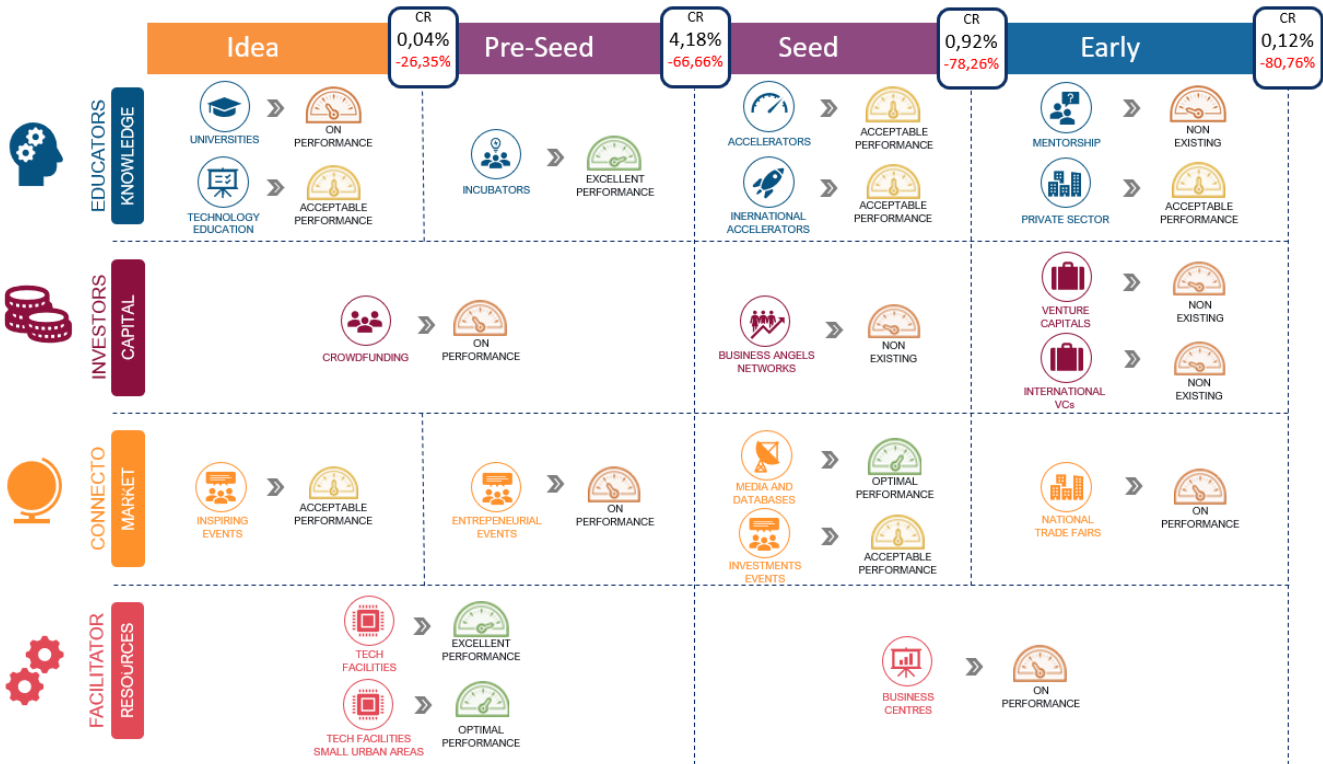 Idea
CR
0,04%
-26,35%
Pre-Seed
CR
4,18%
-66,66%
Seed
CR
0,92%
-78,26%
Early
CR
0,12%
-80,76%
EDUCATORS
KNOWLEDGE
UNIVERSITIES
ON
PERFORMANCE
TECHNOLOGY
EDUCATION
ACCEPTABLE
PERFORMANCE
INCUBATORS
EXCELLENT
PERFORMANCE
ACCELERATORS
ACCEPTABLE
PERFORMANCE
INERNATIONAL
ACCELERATORS
ACCEPTABLE
PERFORMANCE
MENTORSHIP
NON
EXISTING
PRIVATE SECTOR
ACCEPTABLE
PERFORMANCE
INVESTORS
CAPITAL
CROWDFUNDING
ON
PERFORMANCE
BUSINESS ANGELS
NETWORKS
NON
EXISTING
VENTURE
CAPITALS
NON
EXISTING
INTERNATIONAL
VCs
NON
EXISTING
CONNECTO
MARKET
INSPIRING
EVENTS
ACCEPTABLE
PERFORMANCE
ENTREPENEURIAL
EVENTS
ON
PERFORMANCE
MEDIA AND
DATABASES
OPTIMAL
PERFORMANCE
INVESTMENTS
EVENTS
ACCEPTABLE
PERFORMANCE
NATIONAL
TRADE FAIRS
ON
PERFORMANCE
FACILITATOR
RESOURCES
TECH
FACILITIES
EXCELLENT
PERFORMANCE
TECH FACILITIES
SMALL URBAN AREAS
OPTIMAL
PERFORMANCE
BUSINESS
CENTRES
ON
PERFORMANCE